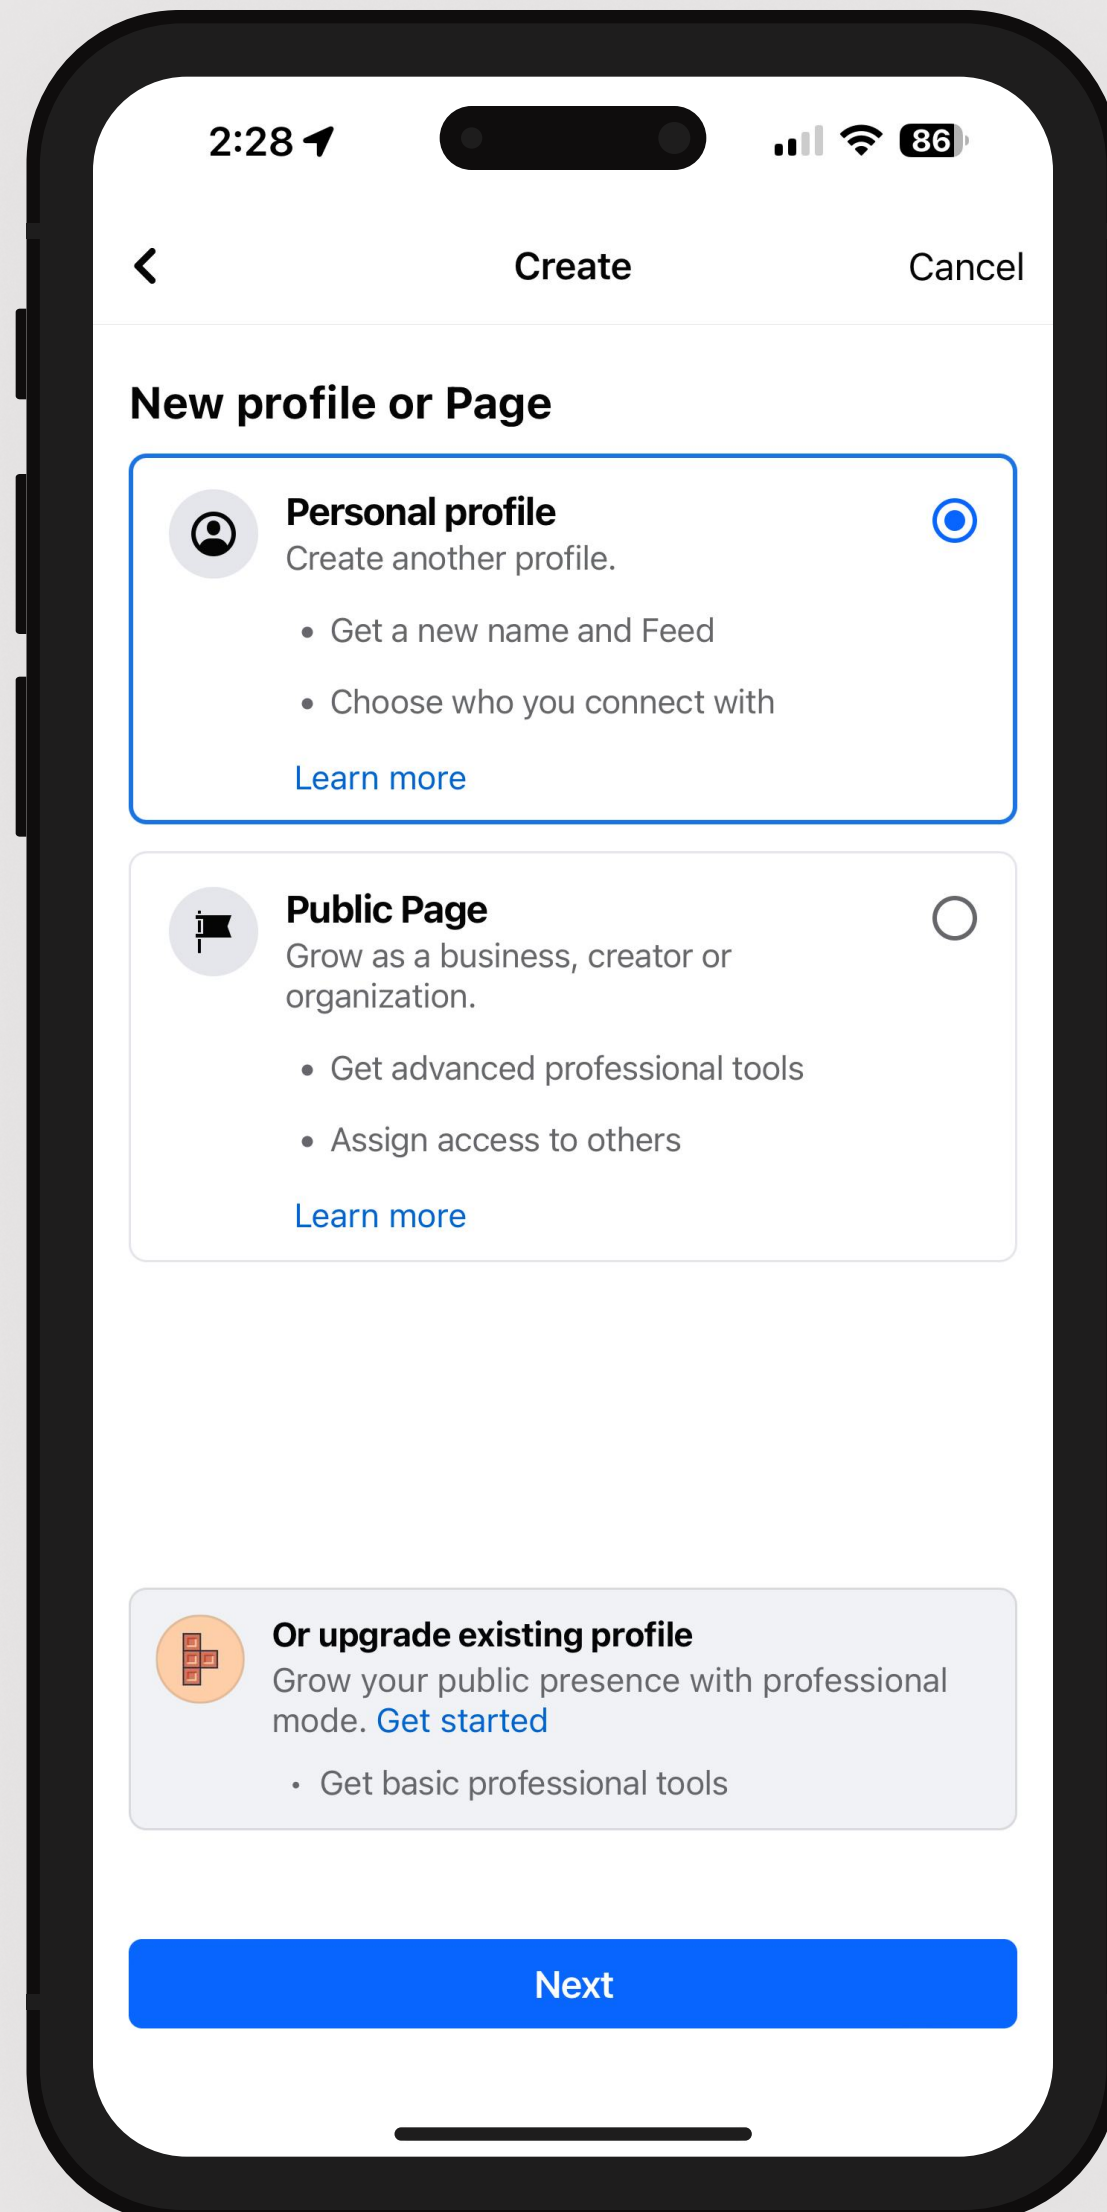 2:28
86
Create
Cancel
New profile or Page
Personal profile
Create another profile.
• Get a new name and Feed
• Choose who you connect with
Learn more
Public Page
Grow as a business, creator or
organization.
• Get advanced professional tools
• Assign access to others
Learn more
Or upgrade existing profile
Grow your public presence with professional
mode. Get started
• Get basic professional tools
Next